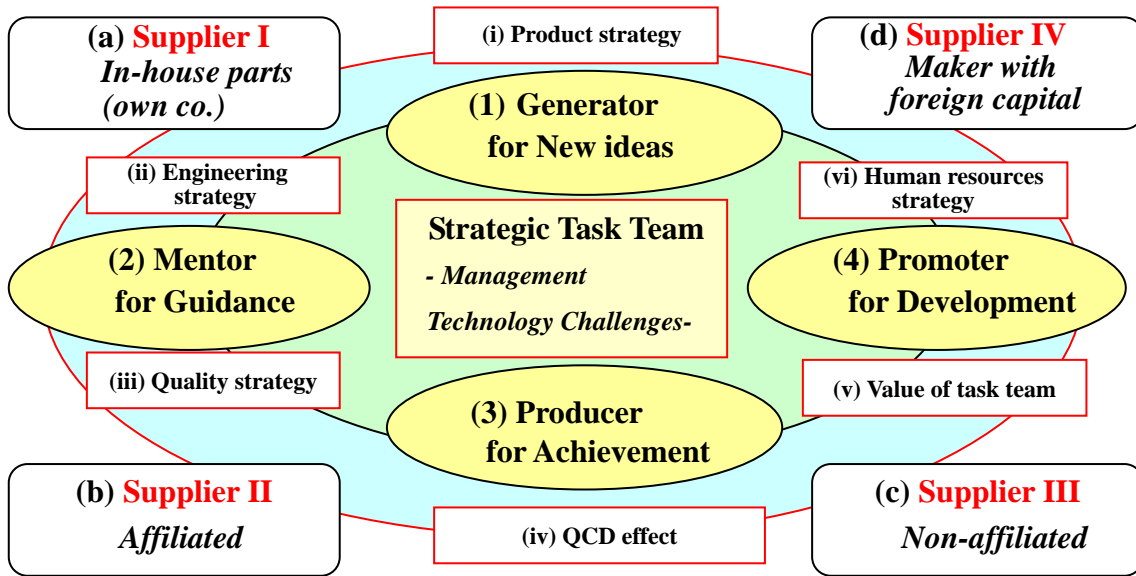 (a) Supplier I
In-house parts
(own co.)
(i) Product strategy
(d) Supplier IV
Maker with
foreign capital
(1) Generator
for New ideas
(ii) Engineering
strategy
(vi) Human resources
strategy
Strategic Task Team
- Management
Technology Challenges-
(2) Mentor
for Guidance
(4) Promoter
for Development
(iii) Quality strategy
(v) Value of task team
(3) Producer
for Achievement
(b) Supplier II
Affiliated
(iv) QCD effect
(c) Supplier III
Non-affiliated